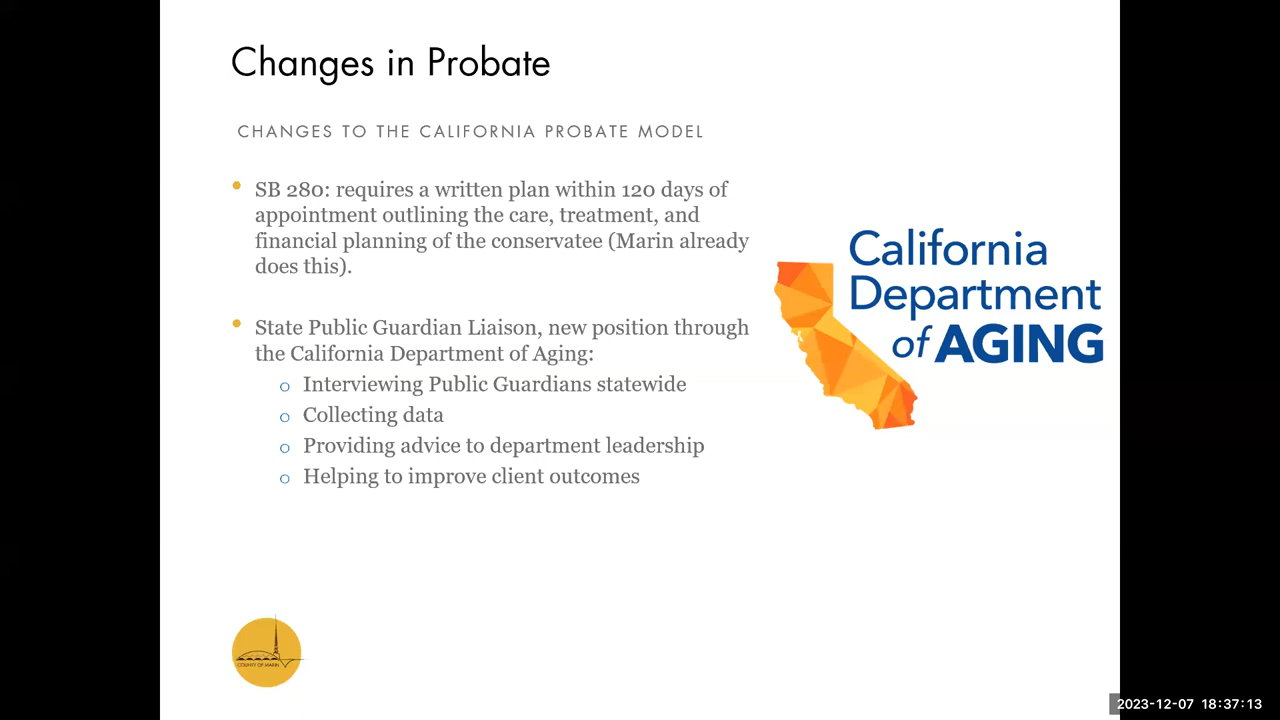 Changes in Probate
CHANGES TO THE CALIFORNIA PROBATE MODEL
• SB 280: requires a written plan within 120 days of
appointment outlining the care, treatment, and
financial planning of the conservatee (Marin already
does this).
• State Public Guardian Liaison, new position through
the California Department of Aging:
o Interviewing Public Guardians statewide
o Collecting data
o Providing advice to department leadership
o Helping to improve client outcomes
California
Department
of AGING
COUNTY OF MARIN
2023-12-07 18:37:13